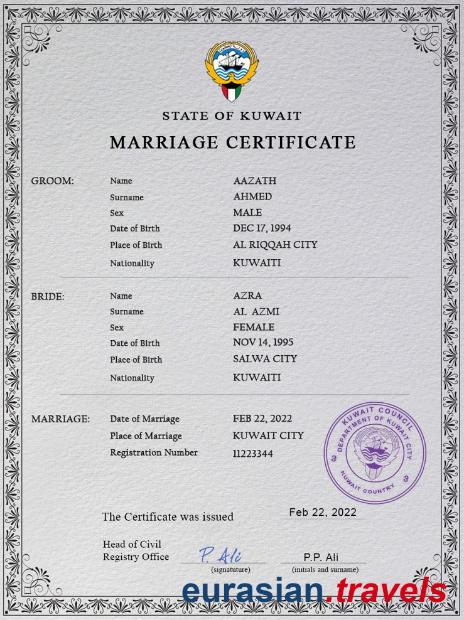 STATE OF KUWAIT
MARRIAGE CERTIFICATE
GROOM: Name AAZATH
Surname AHMED
Sex MALE
Date of Birth DEC 17, 1994
Place of Birth AL RIQQAH CITY
Nationality KUWAITI
BRIDE: Name AZRA
Surname AL AZMI
Sex FEMALE
Date of Birth NOV 14, 1995
Place of Birth SALWA CITY
Nationality KUWAITI
MARRIAGE: Date of Marriage FEB 22, 2022
Place of Marriage KUWAIT CITY
Registration Number 11223344
KUWAIT COUNCIL
DEPARTMENT OF KUWAIT CITY
KUWAIT COUNTRY
The Certificate was issued Feb 22, 2022
Head of Civil
Registry Office P. Ali P.P. Ali
(signature) (initials and surname)
eurasian.travels